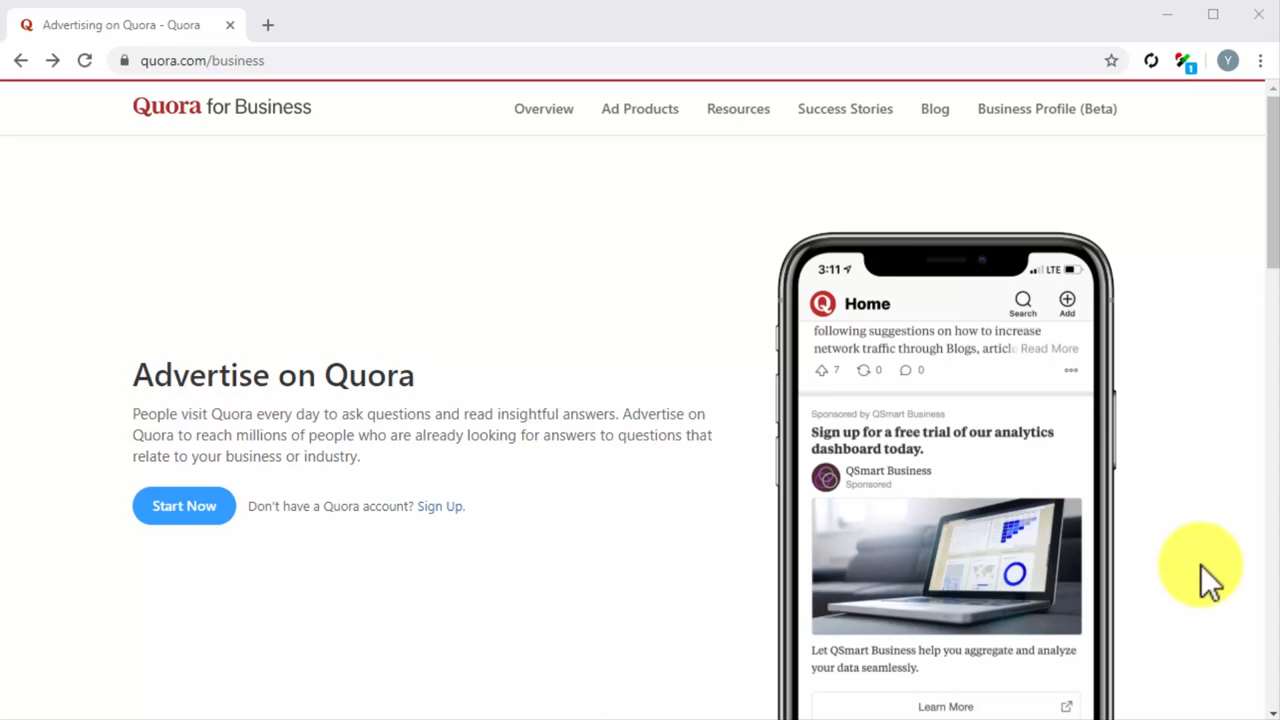 Advertising on Quora - Quora
quora.com/business
1
Y
Quora for Business
Overview
Ad Products
Resources
Success Stories
Blog
Business Profile (Beta)
Advertise on Quora
People visit Quora every day to ask questions and read insightful answers. Advertise on
Quora to reach millions of people who are already looking for answers to questions that
relate to your business or industry.
Start Now
Don't have a Quora account? Sign Up.
3:11
LTE
Q Home
Search
Add
following suggestions on how to increase
network traffic through Blogs, articl Read More
7
0
0
Sponsored by QSmart Business
Sign up for a free trial of our analytics
dashboard today.
QSmart Business
Sponsored
Let QSmart Business help you aggregate and analyze
your data seamlessly.
Learn More